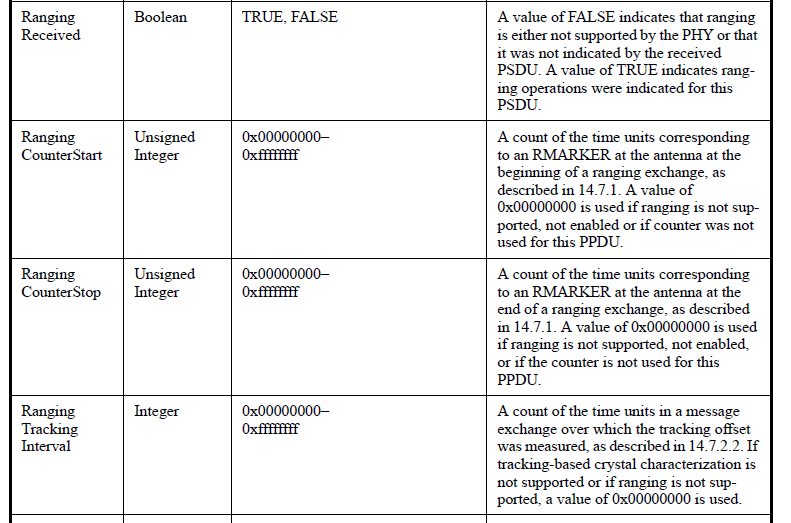 Ranging Received
Boolean
TRUE, FALSE
A value of FALSE indicates that ranging
is either not supported by the PHY or that
it was not indicated by the received
PSDU. A value of TRUE indicates rang-
ing operations were indicated for this
PSDU.
Ranging
CounterStart
Unsigned
Integer
0x00000000–
0xffffffff
A count of the time units corresponding
to an RMARKER at the antenna at the
beginning of a ranging exchange, as
described in 14.7.1. A value of
0x00000000 is used if ranging is not sup-
ported, not enabled or if counter was not
used for this PPDU.
Ranging
CounterStop
Unsigned
Integer
0x00000000–
0xffffffff
A count of the time units corresponding
to an RMARKER at the antenna at the
end of a ranging exchange, as described
in 14.7.1. A value of 0x00000000 is used
if ranging is not supported, not enabled,
or if the counter is not used for this
PPDU.
Ranging
Tracking
Interval
Integer
0x00000000–
0xffffffff
A count of the time units in a message
exchange over which the tracking offset
was measured, as described in 14.7.2.2. If
tracking-based crystal characterization is
not supported or if ranging is not sup-
ported, a value of 0x00000000 is used.